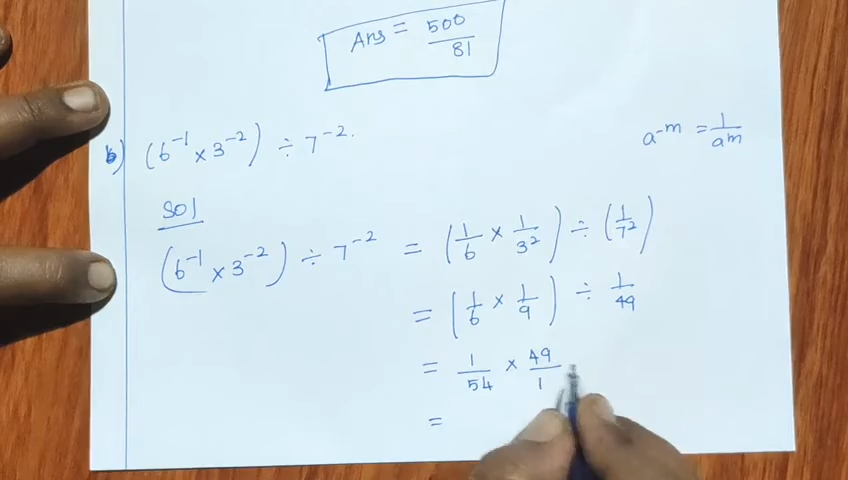 Ans = 500/81
b) (6⁻¹ × 3⁻²) ÷ 7⁻².
a⁻ᵐ = 1/aᵐ
Sol
(6⁻¹ × 3⁻²) ÷ 7⁻² = (1/6 × 1/3²) ÷ (1/7²)
= (1/6 × 1/9) ÷ 1/49
= 1/54 × 49/1
=